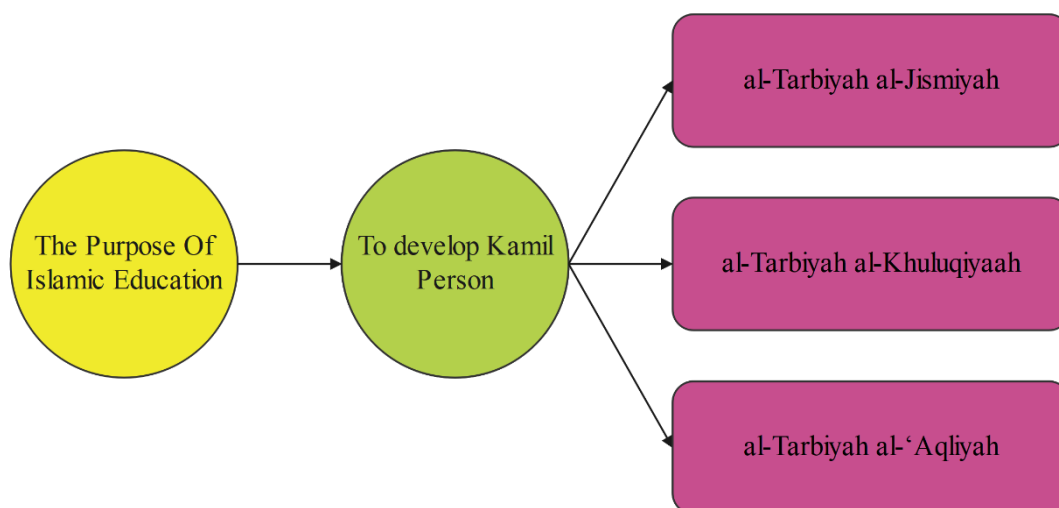 The Purpose Of
Islamic Education
To develop Kamil
Person
al-Tarbiyah al-Jismiyah
al-Tarbiyah al-Khuluqiyaah
al-Tarbiyah al-‘Aqliyah